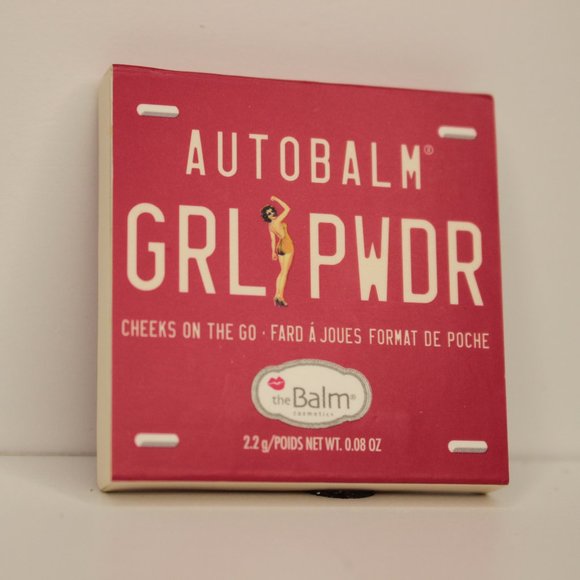 AUTOBALM®
GRL PWDR
CHEEKS ON THE GO · FARD Á JOUES FORMAT DE POCHE
theBalm®
cosmetics
2.2 g/POIDS NET WT. 0.08 OZ